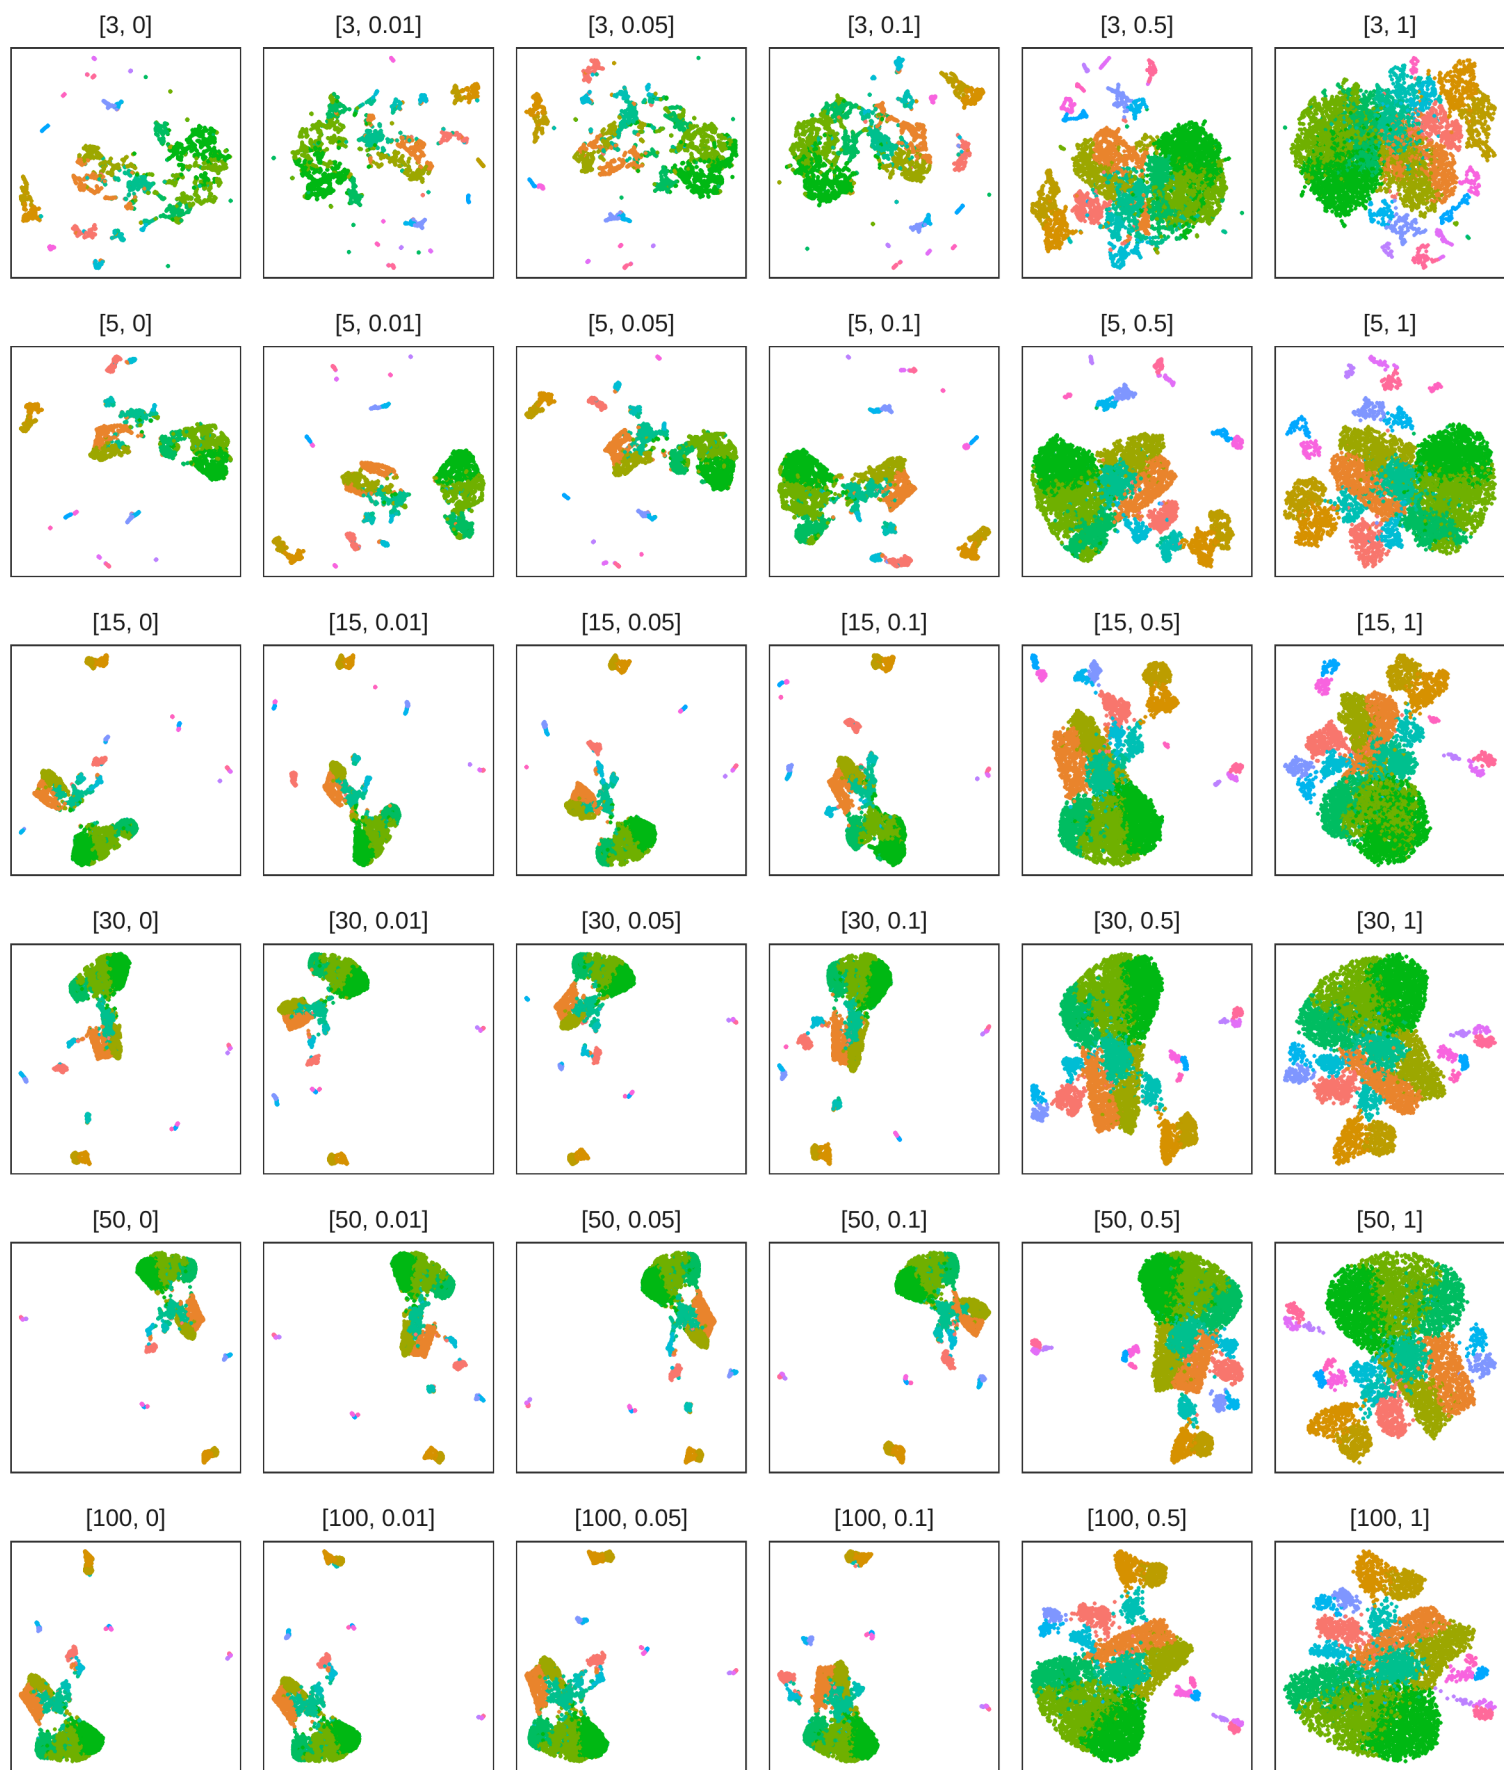 [3, 0] [3, 0.01] [3, 0.05] [3, 0.1] [3, 0.5] [3, 1]
[5, 0] [5, 0.01] [5, 0.05] [5, 0.1] [5, 0.5] [5, 1]
[15, 0] [15, 0.01] [15, 0.05] [15, 0.1] [15, 0.5] [15, 1]
[30, 0] [30, 0.01] [30, 0.05] [30, 0.1] [30, 0.5] [30, 1]
[50, 0] [50, 0.01] [50, 0.05] [50, 0.1] [50, 0.5] [50, 1]
[100, 0] [100, 0.01] [100, 0.05] [100, 0.1] [100, 0.5] [100, 1]